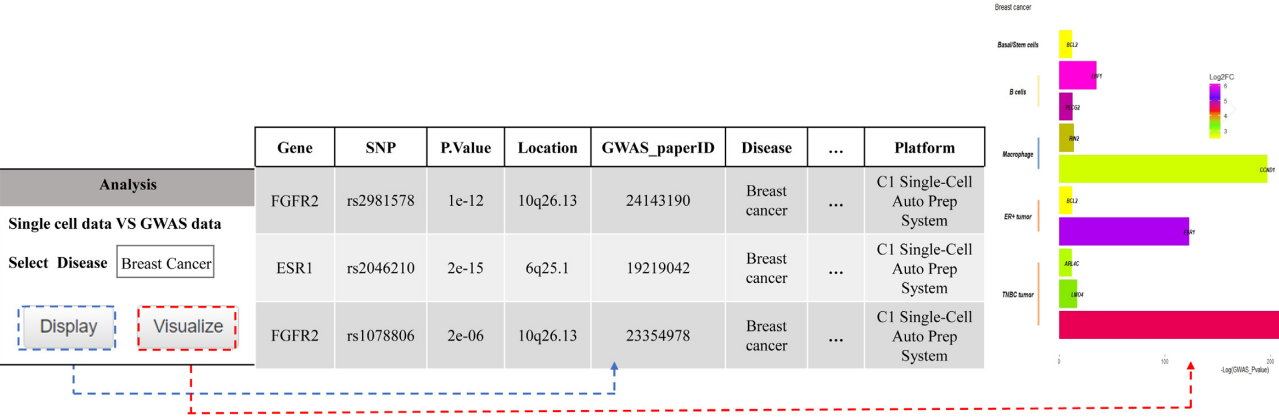 Analysis
Single cell data VS GWAS data
Select Disease Breast Cancer
Display Visualize
Gene SNP P.Value Location GWAS_paperID Disease ... Platform
FGFR2 rs2981578 1e-12 10q26.13 24143190 Breast cancer ... C1 Single-Cell Auto Prep System
ESR1 rs2046210 2e-15 6q25.1 19219042 Breast cancer ... C1 Single-Cell Auto Prep System
FGFR2 rs1078806 2e-06 10q26.13 23354978 Breast cancer ... C1 Single-Cell Auto Prep System
Breast cancer
Basal/Stem cells
BCL2
B cells
EBF1
PLCG2
Macrophage
RIN2
CCND1
ER+ tumor
BCL2
ESR1
TNBC tumor
ARL4C
LMO4
Log2FC
6
5
4
3
0 100 200
-Log(GWAS_Pvalue)